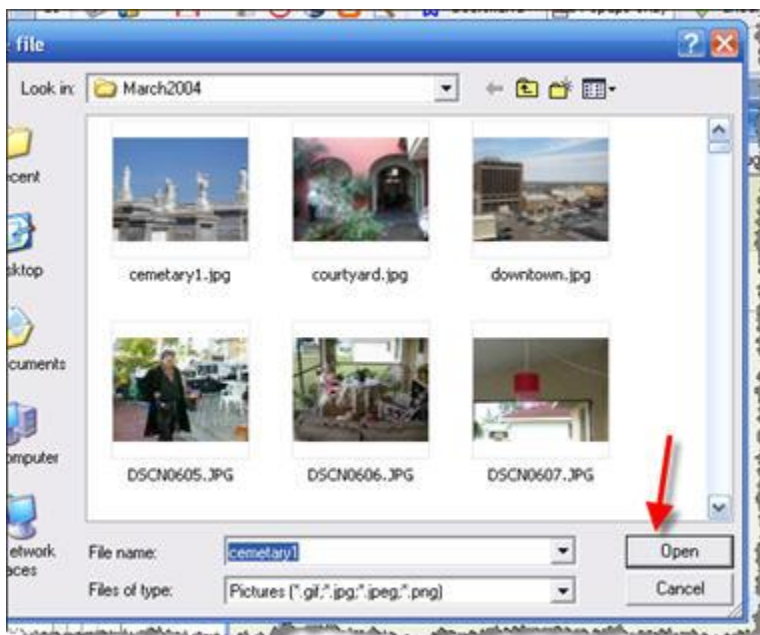 file
Look in:
March2004
cent
sktop
cuments
omputer
etwork
aces
cemetary1.jpg
courtyard.jpg
downtown.jpg
DSCN0605.JPG
DSCN0606.JPG
DSCN0607.JPG
File name:
cemetary1
Open
Files of type:
Pictures (*.gif;*.jpg;*.jpeg;*.png)
Cancel